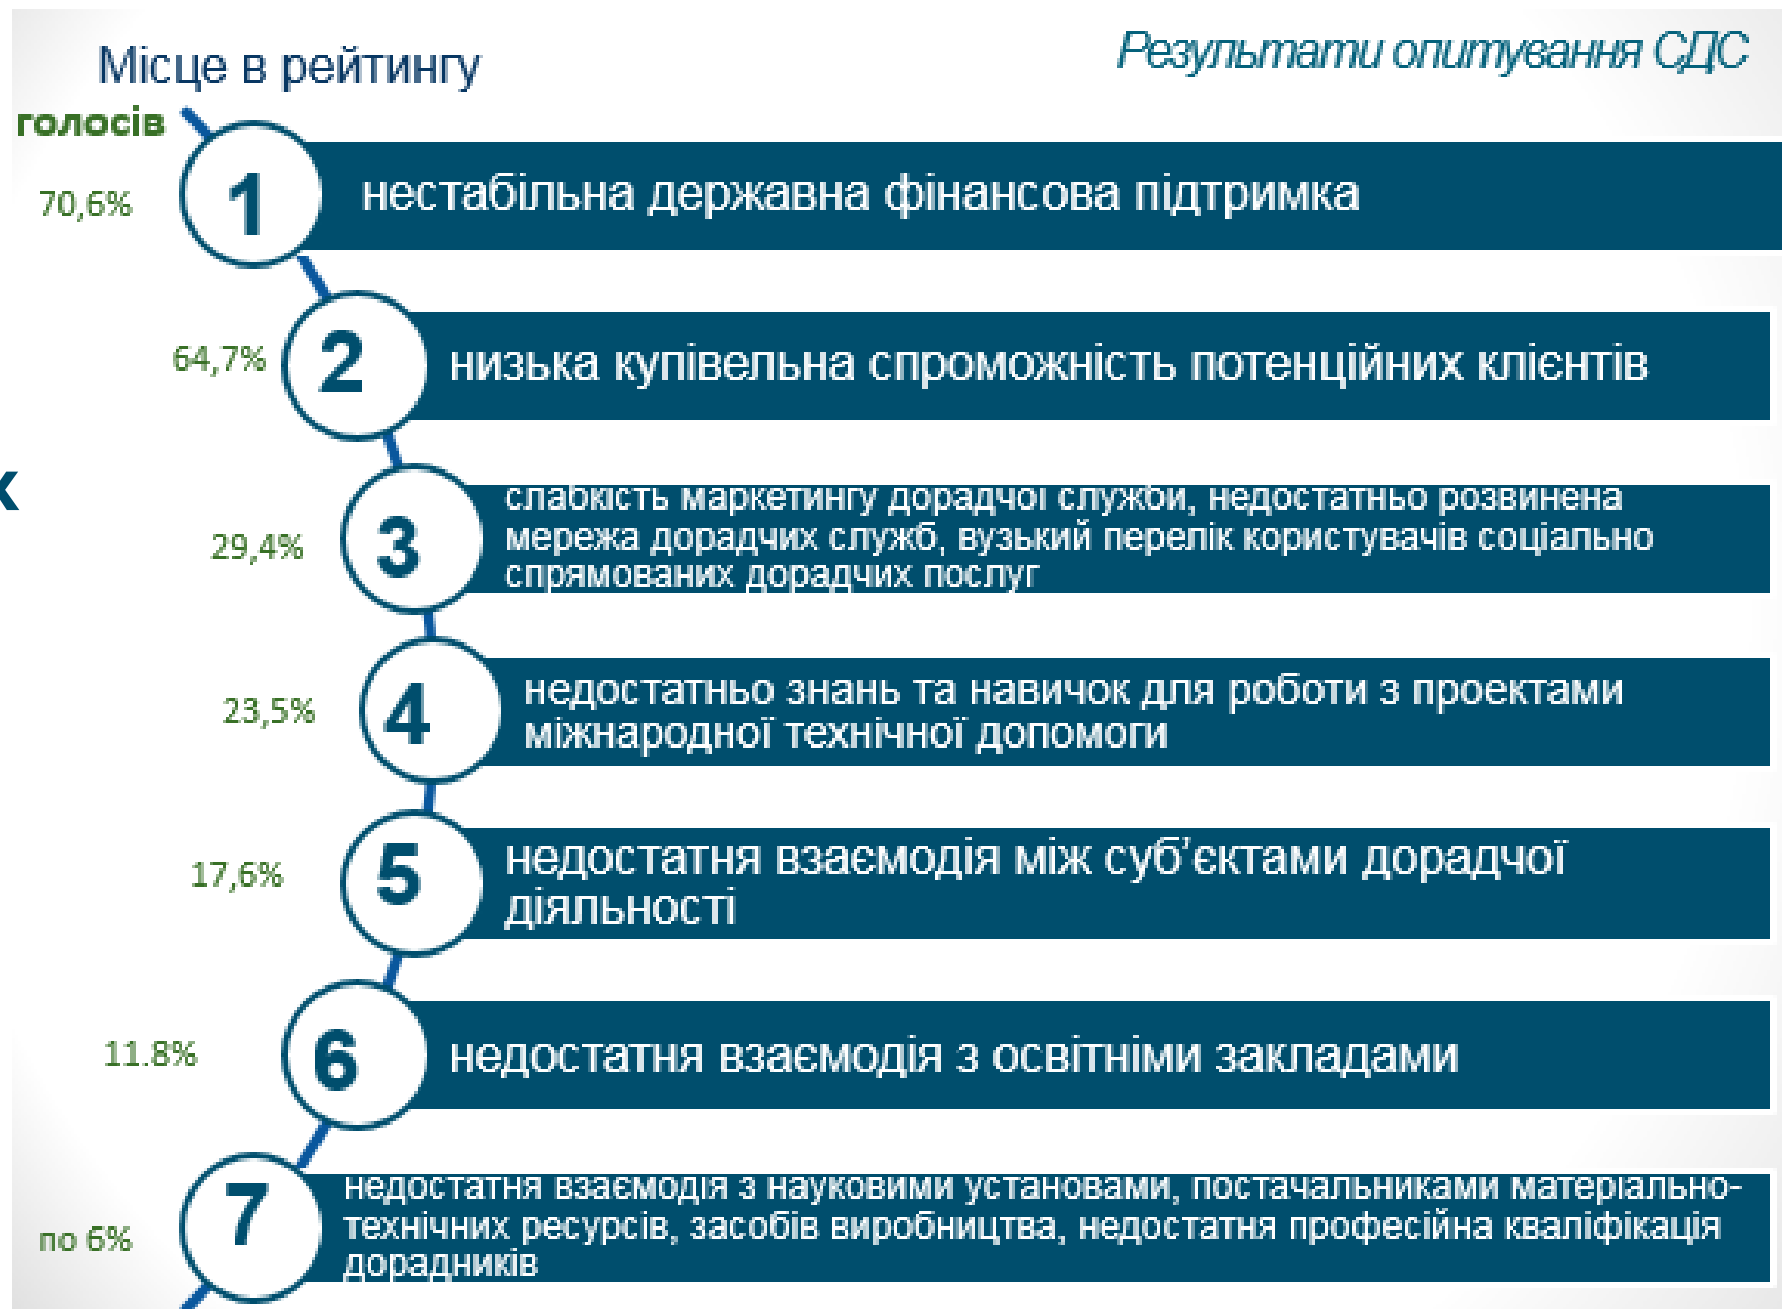 Місце в рейтингу
Результати опитування СДС
голосів
70,6%
1
нестабільна державна фінансова підтримка
64,7%
2
низька купівельна спроможність потенційних клієнтів
х
29,4%
3
слабкість маркетингу дорадчої служби, недостатньо розвинена
мережа дорадчих служб, вузький перелік користувачів соціально
спрямованих дорадчих послуг
23,5%
4
недостатньо знань та навичок для роботи з проектами
міжнародної технічної допомоги
17,6%
5
недостатня взаємодія між суб’єктами дорадчої
діяльності
11.8%
6
недостатня взаємодія з освітніми закладами
по 6%
7
недостатня взаємодія з науковими установами, постачальниками матеріально-
технічних ресурсів, засобів виробництва, недостатня професійна кваліфікація
дорадників